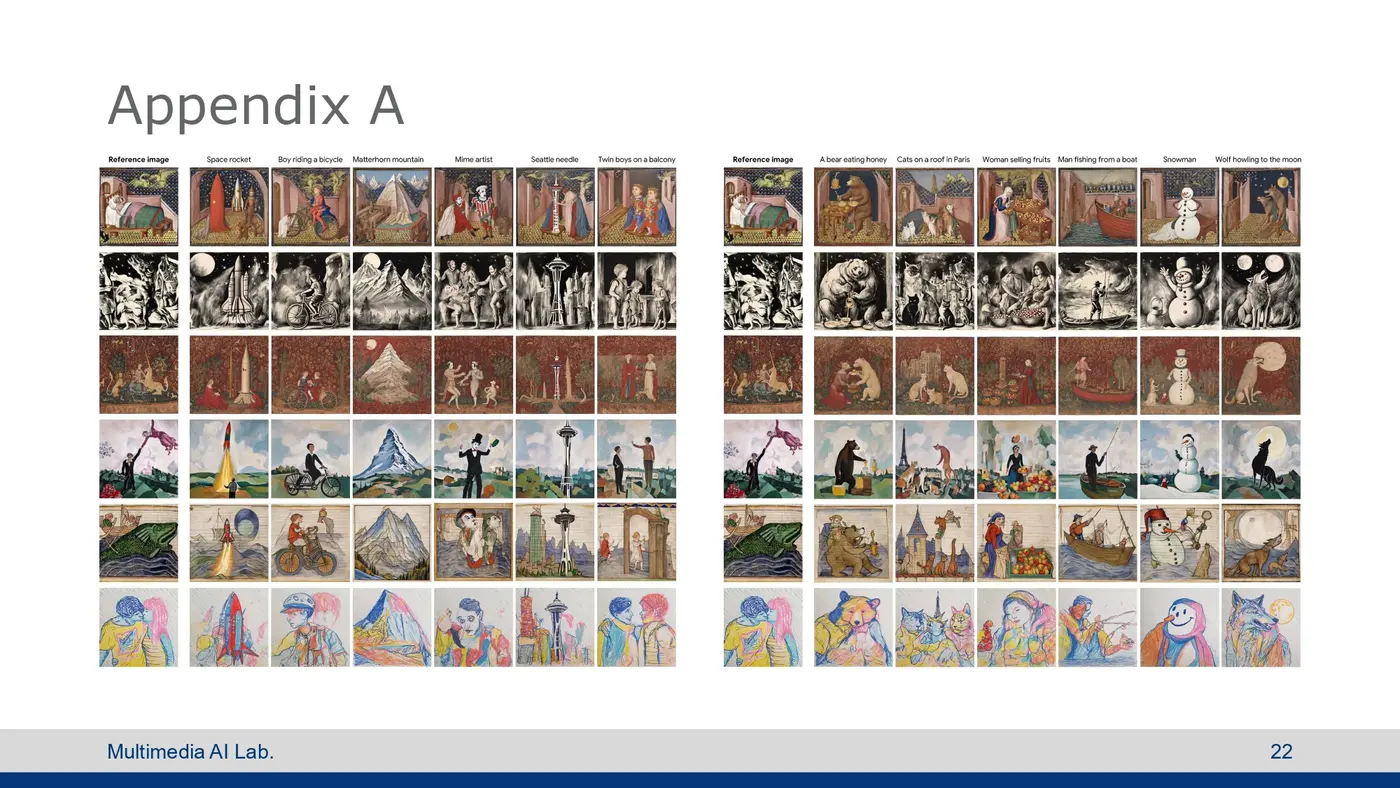 Appendix A
Reference image Space rocket Boy riding a bicycle Matterhorn mountain Mime artist Seattle needle Twin boys on a balcony
Reference image A bear eating honey Cats on a roof in Paris Woman selling fruits Man fishing from a boat Snowman Wolf howling to the moon
Multimedia AI Lab.
22